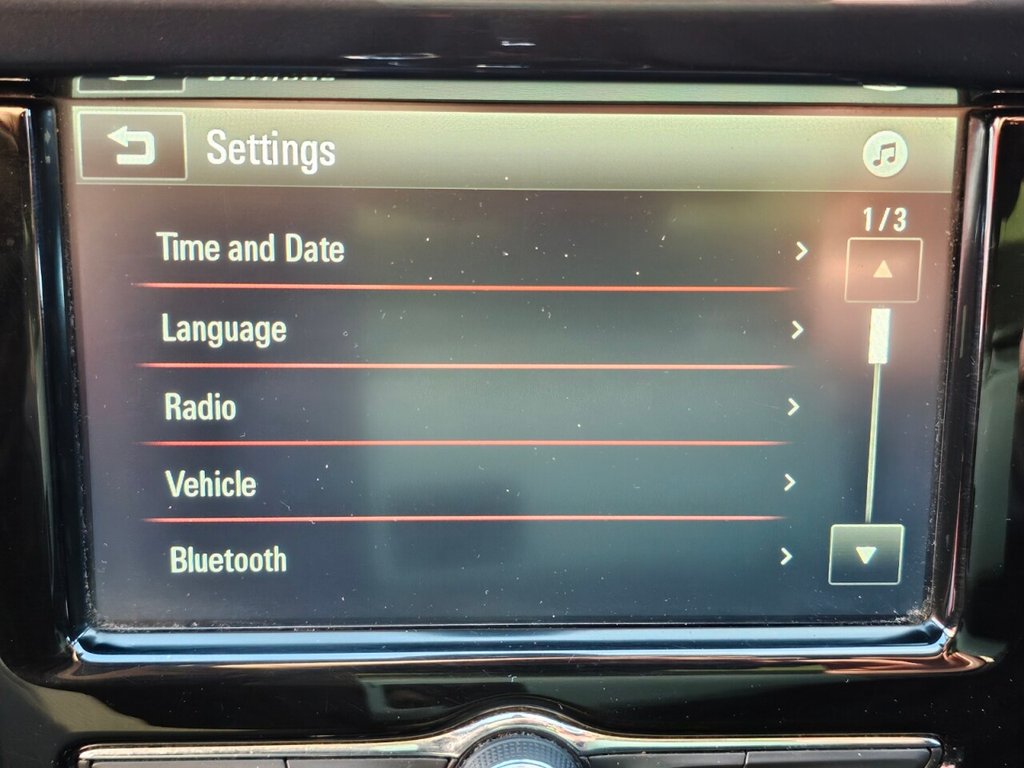 Settings
1/3
Time and Date
Language
Radio
Vehicle
Bluetooth